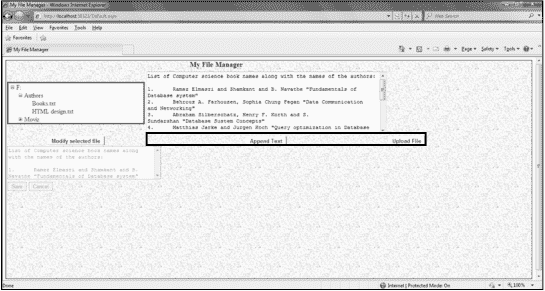 My File Manager - Windows Internet Explorer
http://localhost:30323/Default.aspx
Web Search
File Edit View Favorites Tools Help
Favorites
My File Manager
Page Safety Tools
My File Manager
F:
Authors
Books.txt
HTML design.txt
Movie
List of Computer science book names along with the names of the authors:
1. Ramez Elmasri and Shamkant and B. Navathe "Fundamentals of
Database system"
2. Behrous A. Farhousen, Sophia Chung Fegan "Data Communication
and Networking"
3. Abraham Silberschatz, Henry F. Korth and S.
Sundershan "Database System Concepts"
4. Matthias Jarke and Jurgen Koch "Query optimization in Database
Modify selected file
Append Text
Upload File
List of Computer science book names along
with the names of the authors:
1. Ramez Elmasri and Shamkant and B.
Navathe "Fundamentals of Database system"
Save Cancel
Done
Internet | Protected Mode: On
100%